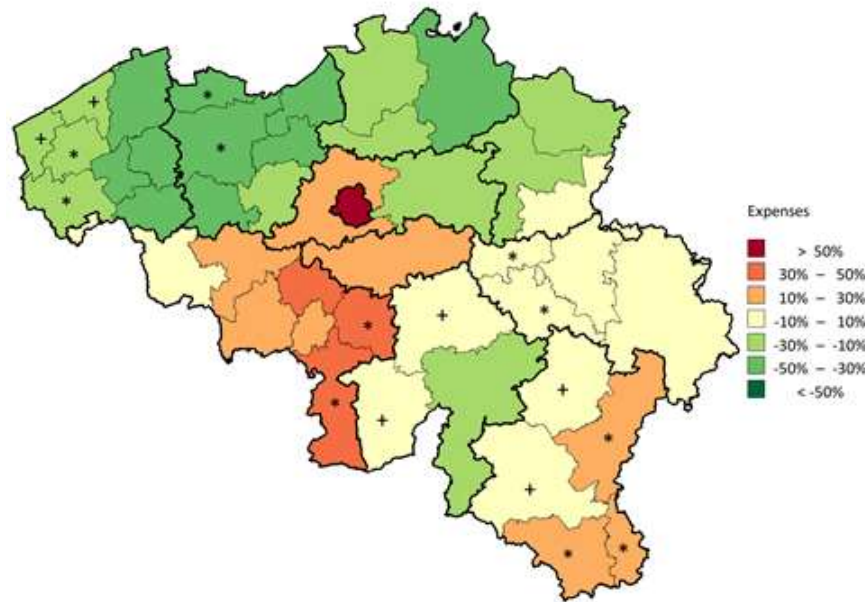 Expenses
> 50%
30% – 50%
10% – 30%
-10% – 10%
-30% – -10%
-50% – -30%
< -50%